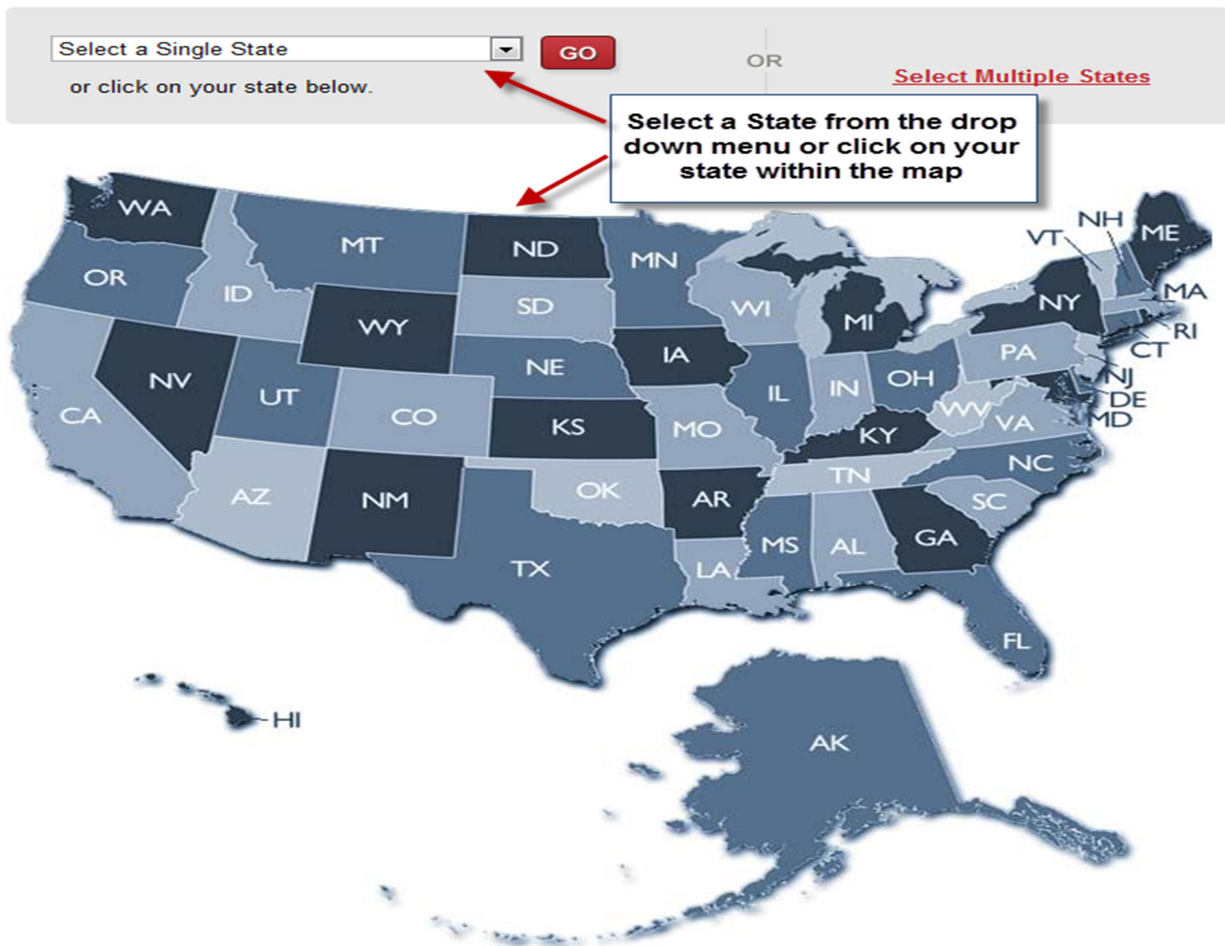 Select a Single State
GO
OR
Select Multiple States
or click on your state below.
Select a State from the drop
down menu or click on your
state within the map
WA
MT
ND
MN
OR
ID
SD
WI
MI
NY
VT
NH
ME
MA
RI
CT
WY
IA
NE
PA
NJ
NV
UT
CO
IL
IN
OH
DE
CA
KS
MO
KY
WV
VA
MD
AZ
NM
OK
AR
TN
NC
SC
TX
LA
MS
AL
GA
FL
HI
AK